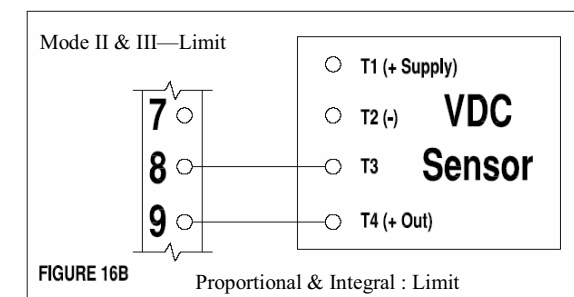 Mode II & III—Limit
T1 (+ Supply)
7
T2 (-)
VDC
8
T3
Sensor
9
T4 (+ Out)
FIGURE 16B
Proportional & Integral : Limit